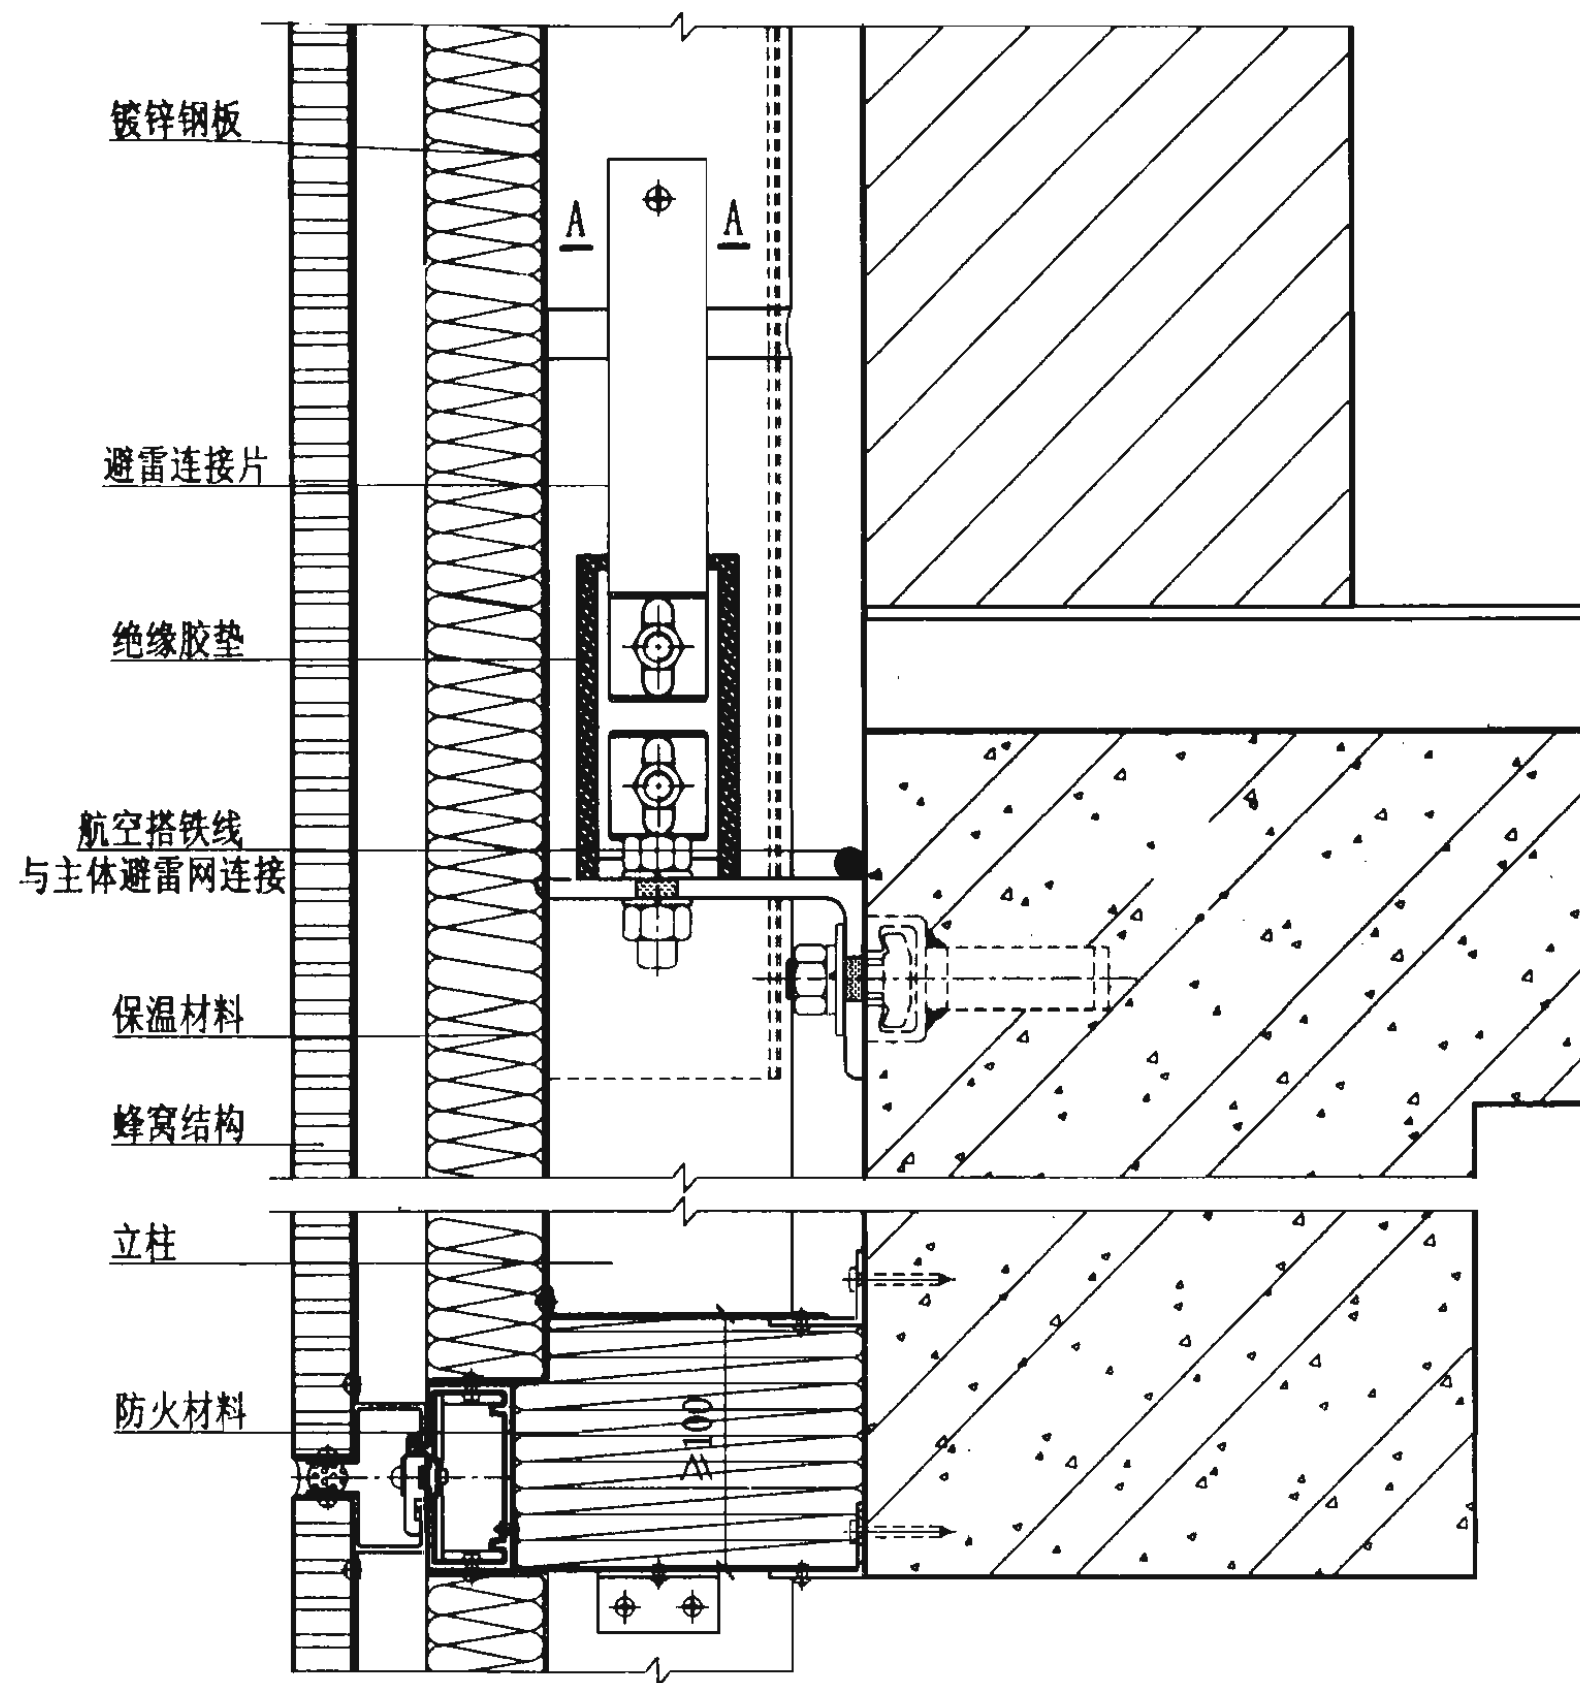 镀锌钢板
A A
避雷连接片
绝缘胶垫
航空搭铁线
与主体避雷网连接
保温材料
蜂窝结构
立柱
防火材料
≥100